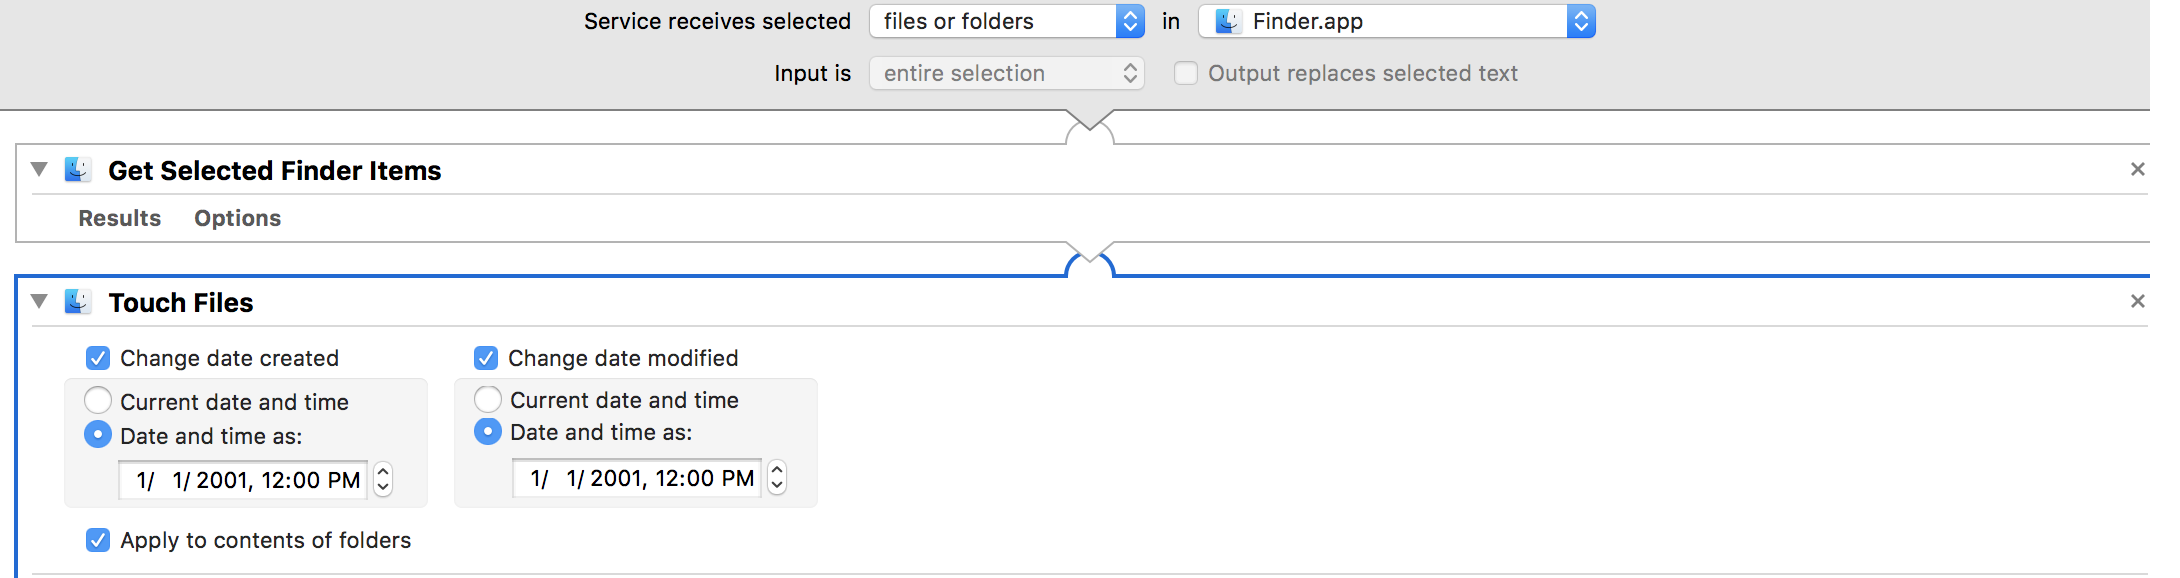 Service receives selected files or folders in Finder.app
Input is entire selection Output replaces selected text
Get Selected Finder Items
Results Options
Touch Files
Change date created Change date modified
Current date and time Current date and time
Date and time as: Date and time as:
1/ 1/ 2001, 12:00 PM 1/ 1/ 2001, 12:00 PM
Apply to contents of folders